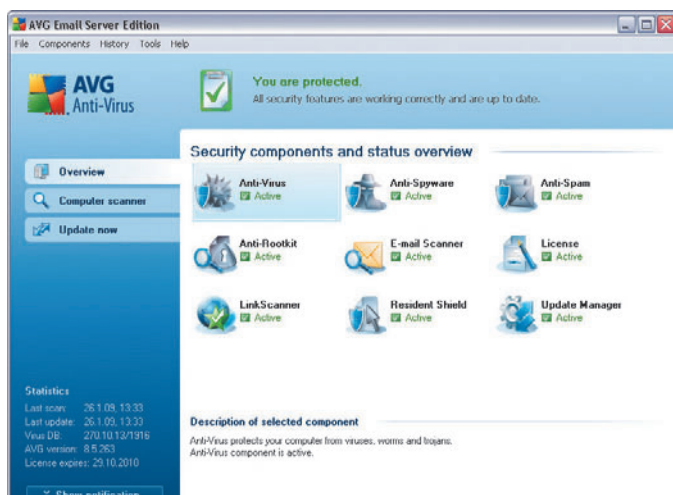 AVG Email Server Edition
File Components History Tools Help
AVG
Anti-Virus
You are protected.
All security features are working correctly and are up to date.
Security components and status overview
Overview
Computer scanner
Update now
Anti-Virus
Active
Anti-Spyware
Active
Anti-Spam
Active
Anti-Rootkit
Active
E-mail Scanner
Active
License
Active
LinkScanner
Active
Resident Shield
Active
Update Manager
Active
Statistics
Last scan: 26.1.09, 13:33
Last update: 26.1.09, 13:33
Virus DB: 270.10.13/1916
AVG version: 8.5.263
License expires: 29.10.2010
Show notification
Description of selected component
Anti-Virus protects your computer from viruses, worms and trojans.
Anti-Virus component is active.